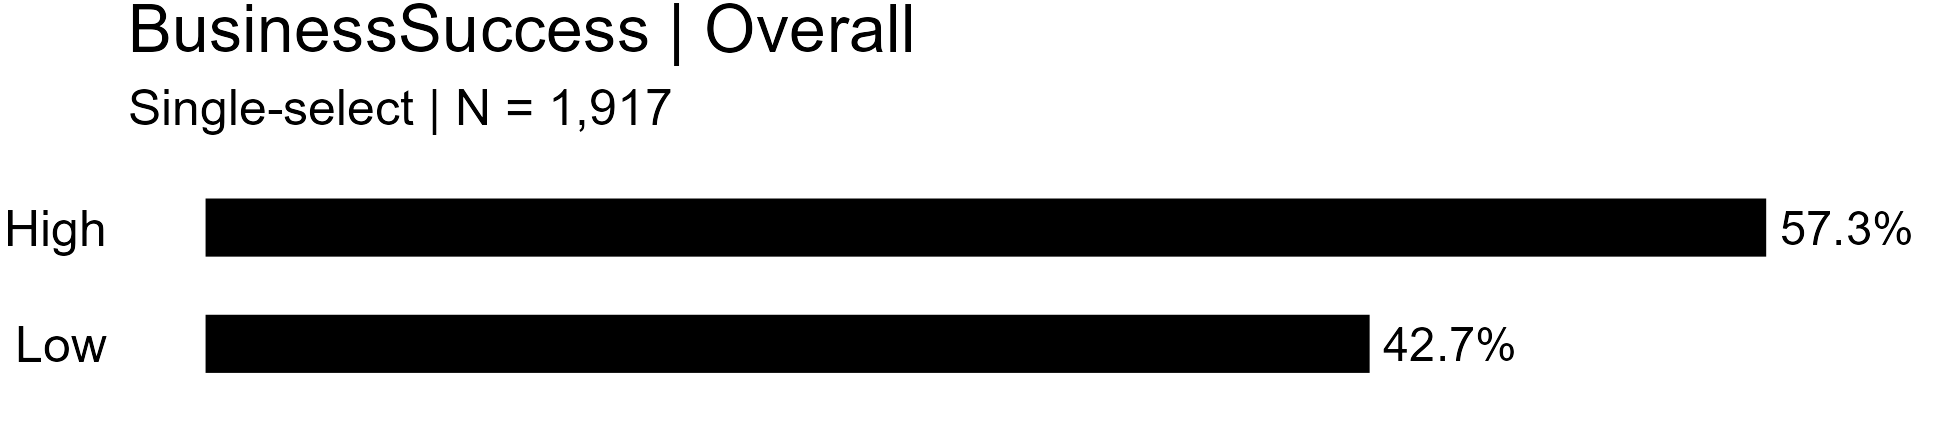 BusinessSuccess | Overall
Single-select | N = 1,917
High 57.3%
Low 42.7%